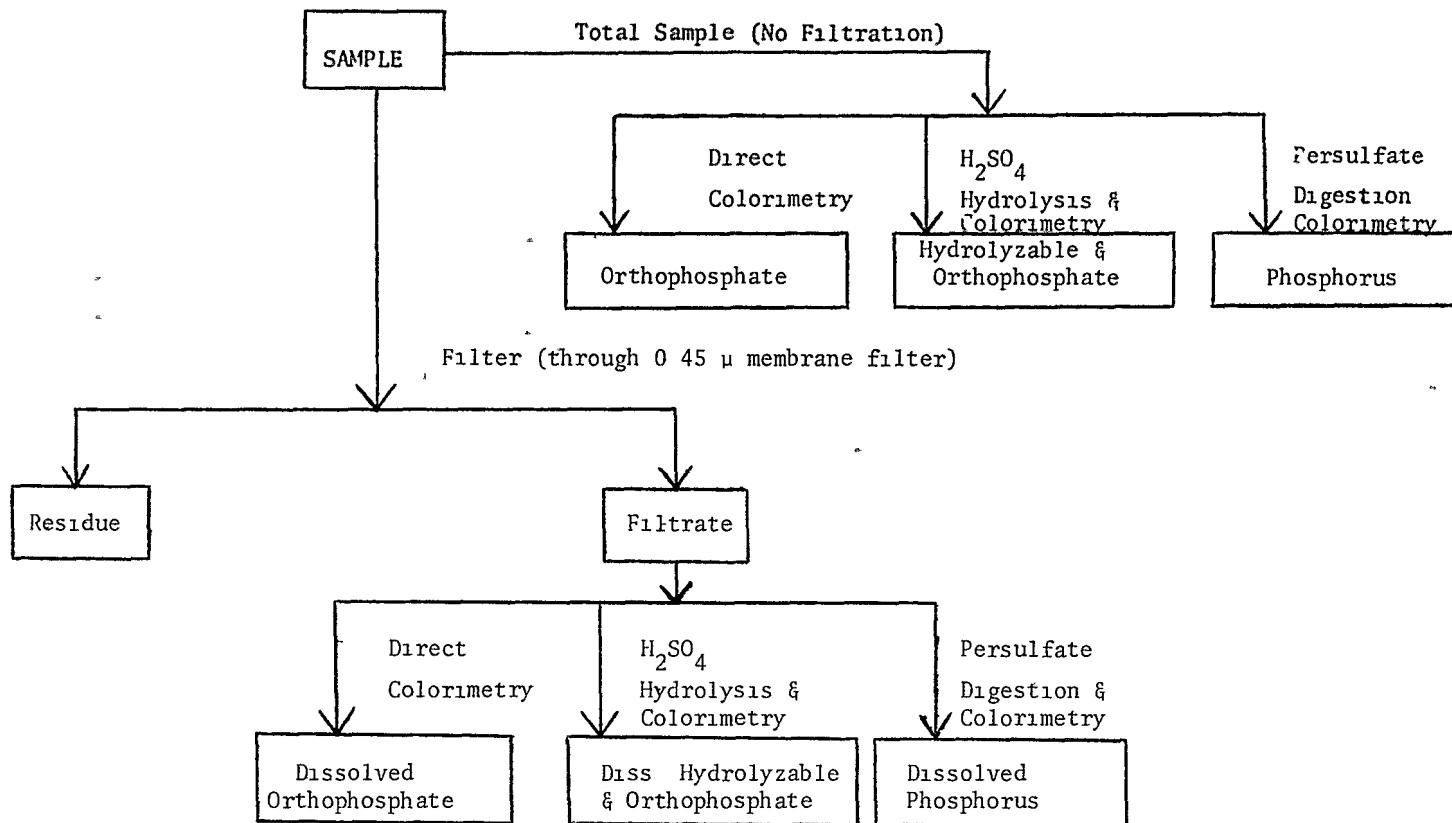 Total Sample (No Filtration)
SAMPLE
Direct
Colorimetry
H2SO4
Hydrolysis &
Colorimetry
Persulfate
Digestion
Colorimetry
Orthophosphate
Hydrolyzable &
Orthophosphate
Phosphorus
Filter (through 0 45 μ membrane filter)
Residue
Filtrate
Direct
Colorimetry
H2SO4
Hydrolysis &
Colorimetry
Persulfate
Digestion &
Colorimetry
Dissolved
Orthophosphate
Diss Hydrolyzable
& Orthophosphate
Dissolved
Phosphorus